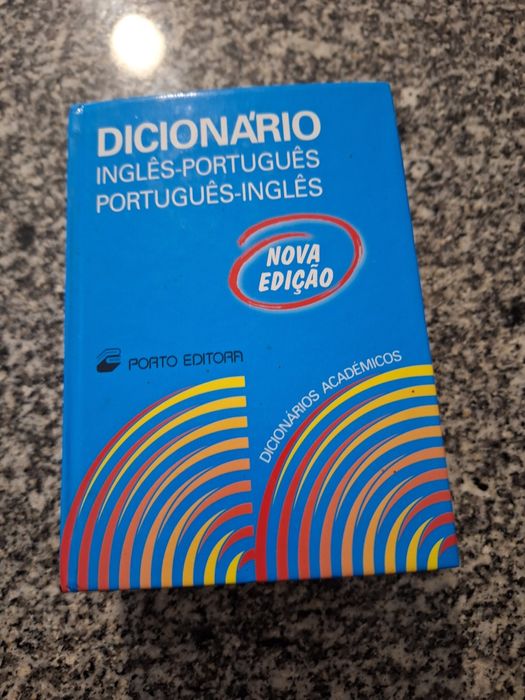 DICIONÁRIO
INGLÊS-PORTUGUÊS
PORTUGUÊS-INGLÊS
NOVA
EDIÇÃO
PORTO EDITORA
DICIONÁRIOS ACADÉMICOS